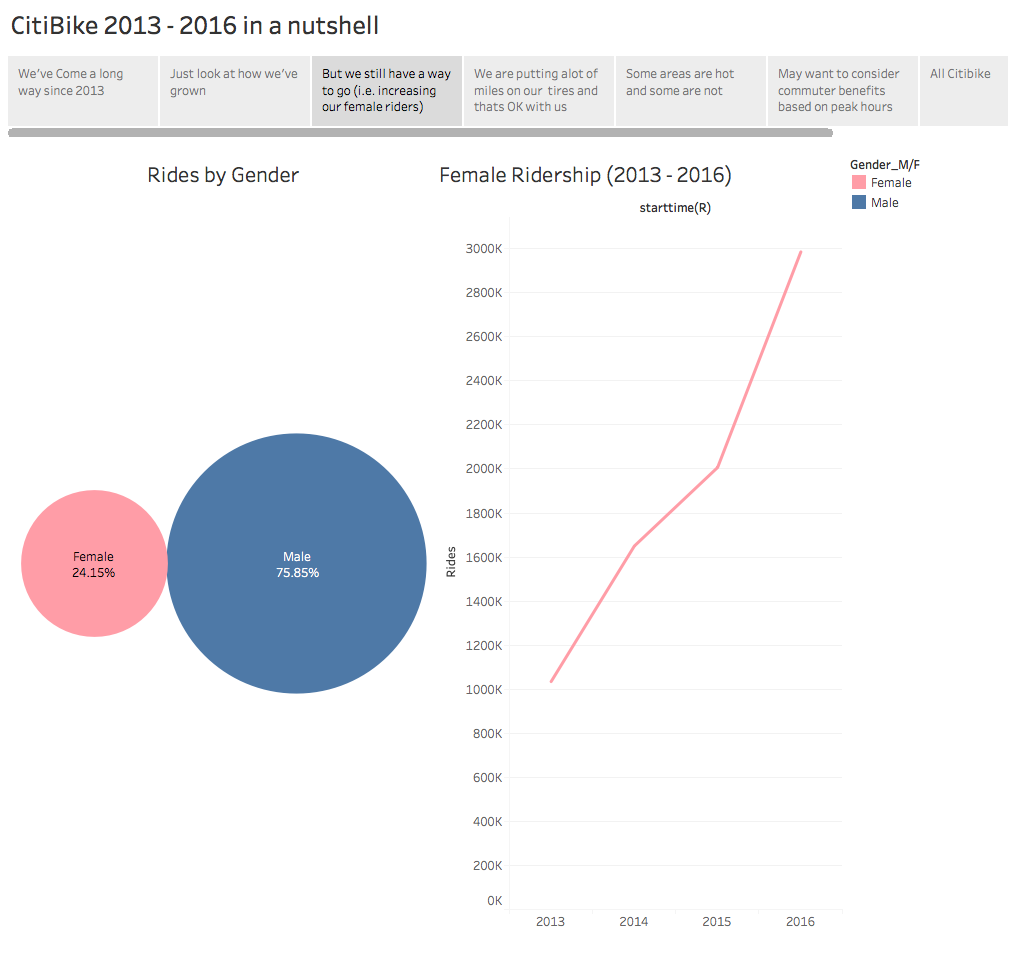 CitiBike 2013 - 2016 in a nutshell
We've Come a long
way since 2013
Just look at how we've
grown
But we still have a way
to go (i.e. increasing
our female riders)
We are putting alot of
miles on our tires and
thats OK with us
Some areas are hot
and some are not
May want to consider
commuter benefits
based on peak hours
All Citibike
Rides by Gender
Female
24.15%
Male
75.85%
Female Ridership (2013 - 2016)
starttime(R)
Rides
3000K
2800K
2600K
2400K
2200K
2000K
1800K
1600K
1400K
1200K
1000K
800K
600K
400K
200K
0K
2013
2014
2015
2016
Gender_M/F
Female
Male